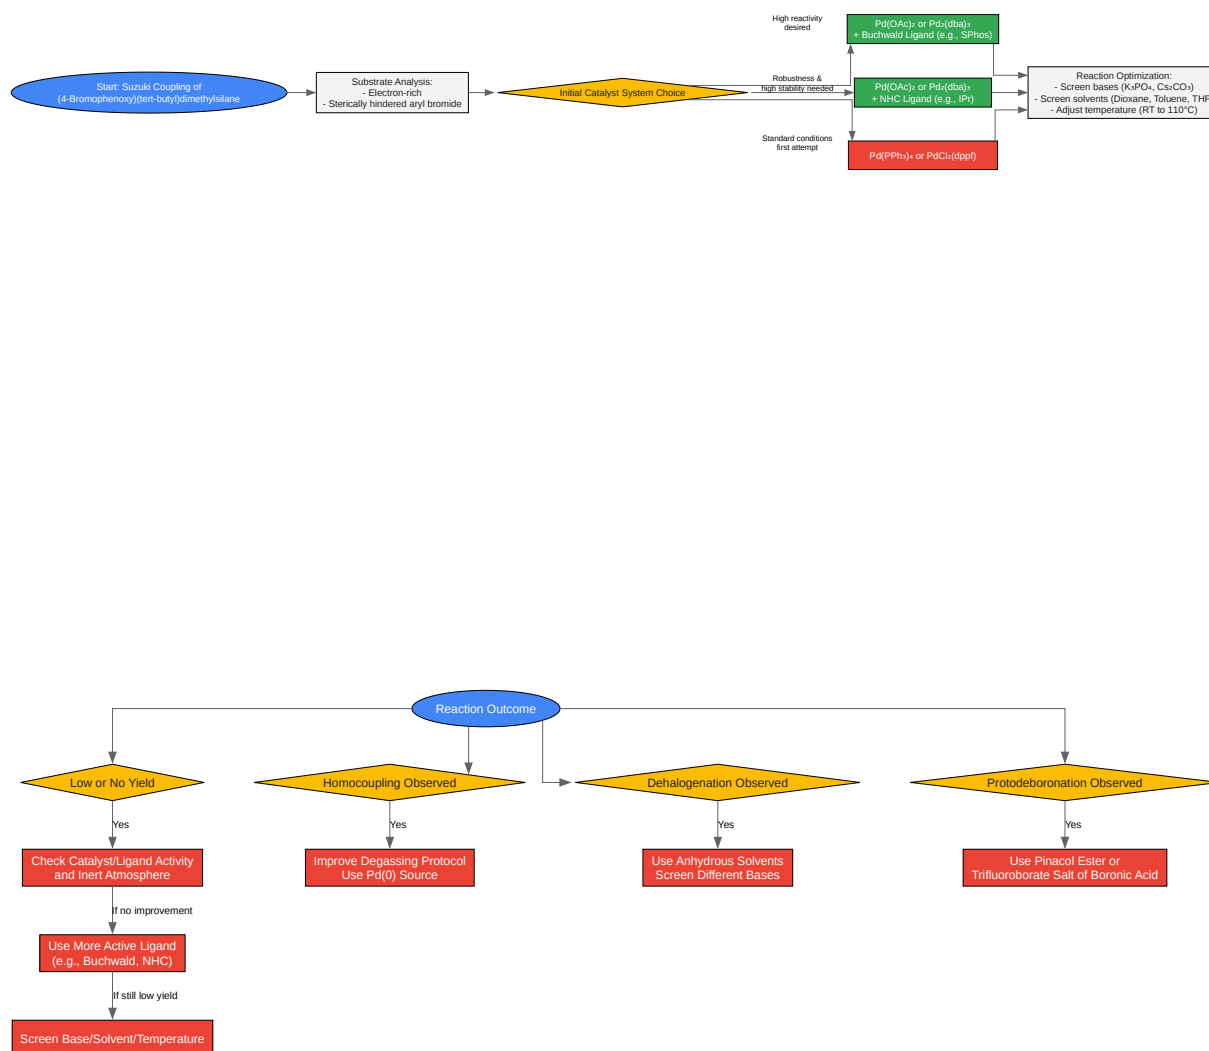 Start: Suzuki Coupling of
(4-Bromophenoxy)(tert-butyl)dimethylsilane
Substrate Analysis:
- Electron-rich
- Sterically hindered aryl bromide
Initial Catalyst System Choice
High reactivity
desired
Robustness &
high stability needed
Standard conditions
first attempt
Pd(OAc)₂ or Pd₂(dba)₃
+ Buchwald Ligand (e.g., SPhos)
Pd(OAc)₂ or Pd₂(dba)₃
+ NHC Ligand (e.g., IPr)
Pd(PPh₃)₄ or PdCl₂(dppf)
Reaction Optimization:
- Screen bases (K₃PO₄, Cs₂CO₃)
- Screen solvents (Dioxane, Toluene, THF
- Adjust temperature (RT to 110°C)
Reaction Outcome
Low or No Yield
Homocoupling Observed
Dehalogenation Observed
Protodeboronation Observed
Yes
Yes
Yes
Yes
Check Catalyst/Ligand Activity
and Inert Atmosphere
Improve Degassing Protocol
Use Pd(0) Source
Use Anhydrous Solvents
Screen Different Bases
Use Pinacol Ester or
Trifluoroborate Salt of Boronic Acid
If no improvement
Use More Active Ligand
(e.g., Buchwald, NHC)
If still low yield
Screen Base/Solvent/Temperature